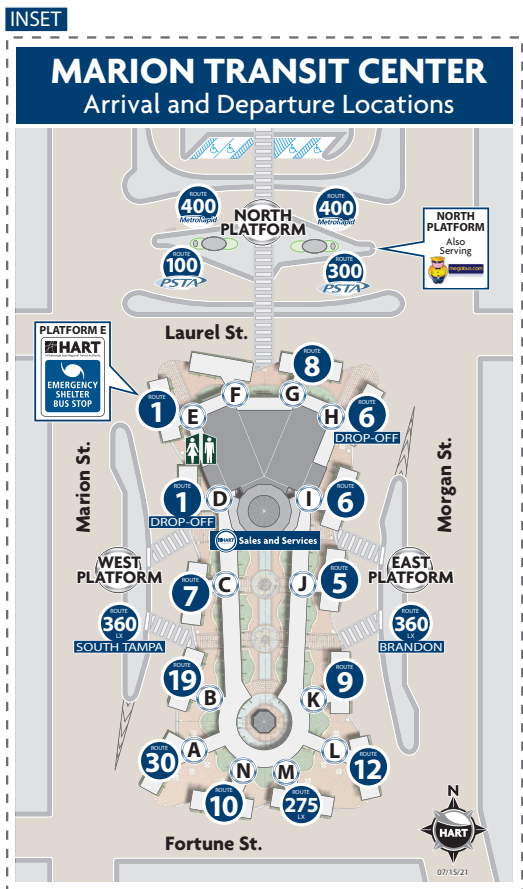 INSET
MARION TRANSIT CENTER
Arrival and Departure Locations
ROUTE
400
MetroRapid
ROUTE
400
MetroRapid
NORTH
PLATFORM
ROUTE
100
PSTA
ROUTE
300
PSTA
NORTH
PLATFORM
Also
Serving
megabus.com
Laurel St.
PLATFORM E
HART
EMERGENCY
SHELTER
BUS STOP
ROUTE
1
E
F
G
ROUTE
8
H
ROUTE
6
DROP-OFF
Marion St.
Morgan St.
ROUTE
1
DROP-OFF
D
I
ROUTE
6
HART Sales and Services
WEST
PLATFORM
EAST
PLATFORM
ROUTE
7
C
J
ROUTE
5
ROUTE
360
LX
SOUTH TAMPA
ROUTE
360
LX
BRANDON
ROUTE
19
B
K
ROUTE
9
ROUTE
30
A
L
ROUTE
12
N
M
ROUTE
10
ROUTE
275
LX
Fortune St.
N
HART
07/15/21